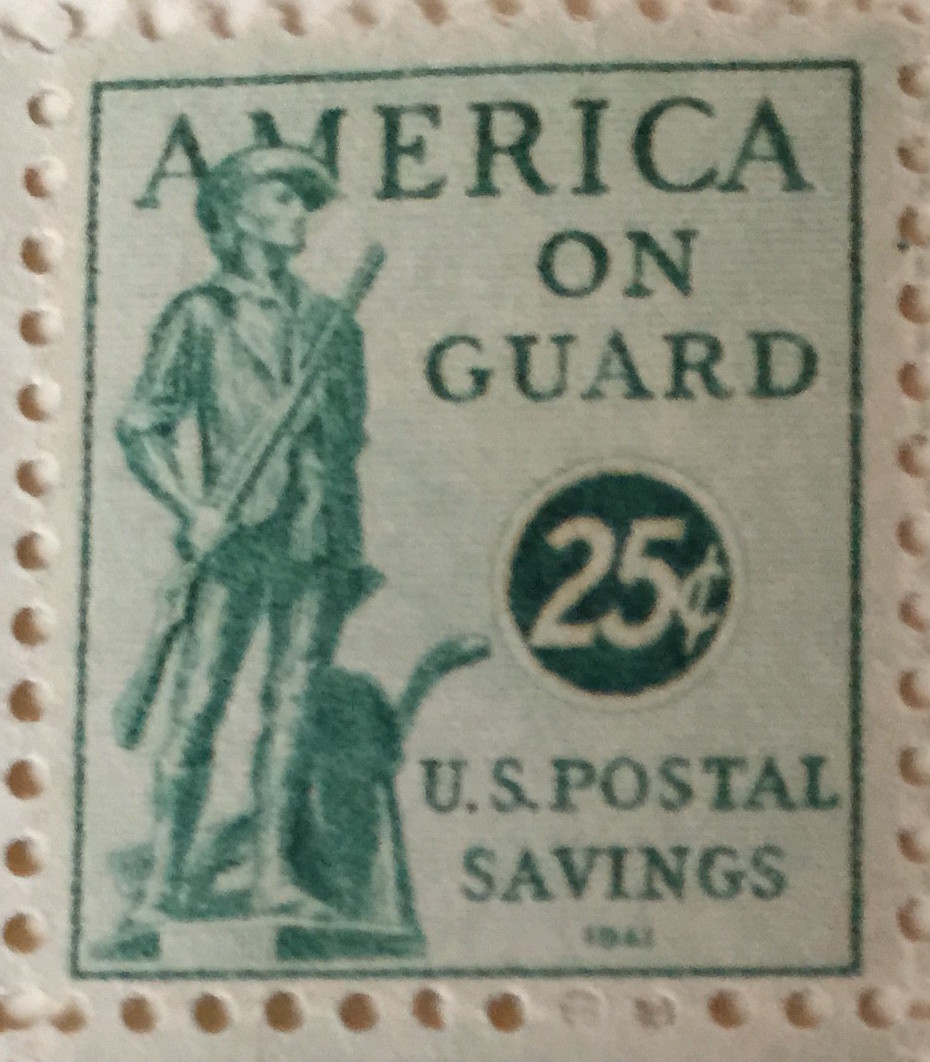 AMERICA
ON
GUARD
25¢
U.S. POSTAL
SAVINGS
1941